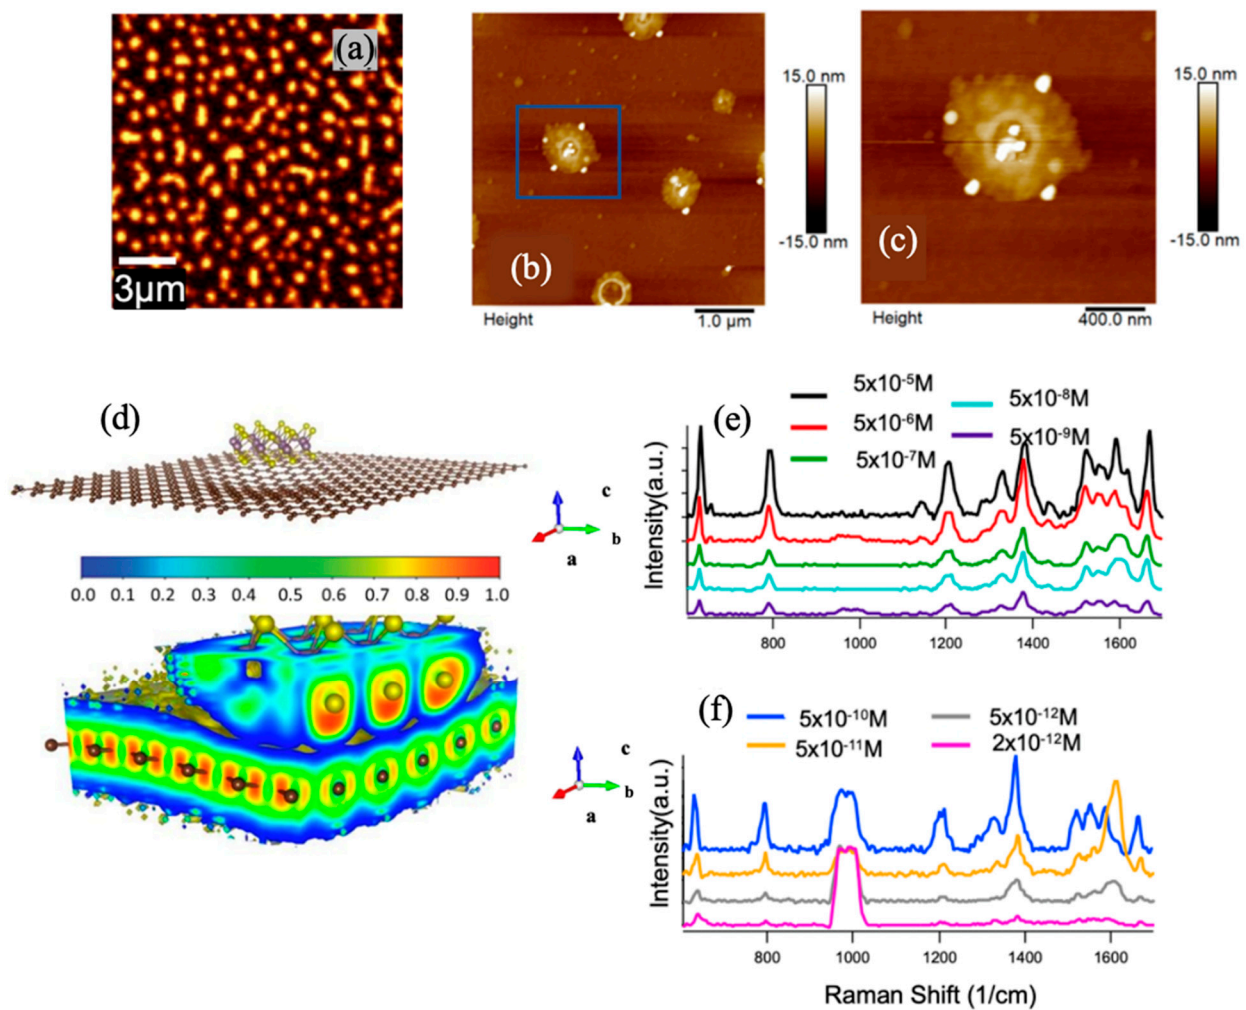 (a)
3μm
(b)
15.0 nm
-15.0 nm
Height
1.0 μm
(c)
15.0 nm
-15.0 nm
Height
400.0 nm
(d)
c
b
a
0.0 0.1 0.2 0.3 0.4 0.5 0.6 0.7 0.8 0.9 1.0
c
b
a
(e)
5x10⁻⁵M
5x10⁻⁶M
5x10⁻⁷M
5x10⁻⁸M
5x10⁻⁹M
Intensity(a.u.)
800 1000 1200 1400 1600
(f)
5x10⁻¹⁰M
5x10⁻¹¹M
5x10⁻¹²M
2x10⁻¹²M
Intensity(a.u.)
800 1000 1200 1400 1600
Raman Shift (1/cm)